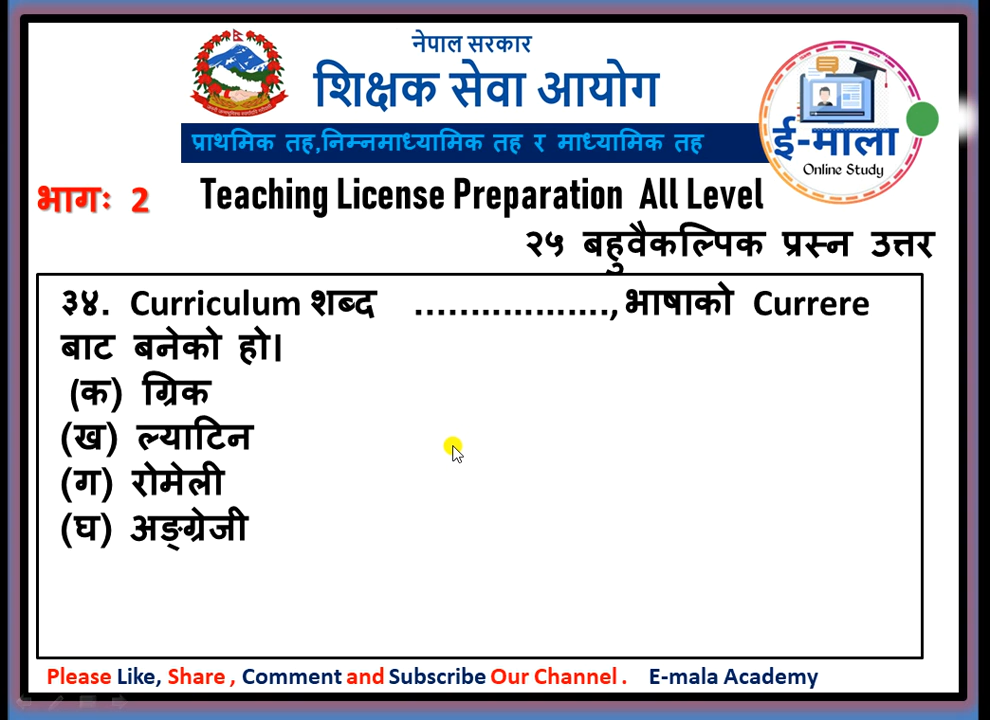 नेपाल सरकार
शिक्षक सेवा आयोग
प्राथमिक तह,निम्नमाध्यामिक तह र माध्यामिक तह
ई-माला
Online Study
भागः 2
Teaching License Preparation All Level
२५ बहुवैकल्पिक प्रस्न उत्तर
३४. Curriculum शब्द ..................., भाषाको Currere
बाट बनेको हो।
(क) ग्रिक
(ख) ल्याटिन
(ग) रोमेली
(घ) अङ्ग्रेजी
Please Like, Share , Comment and Subscribe Our Channel . E-mala Academy